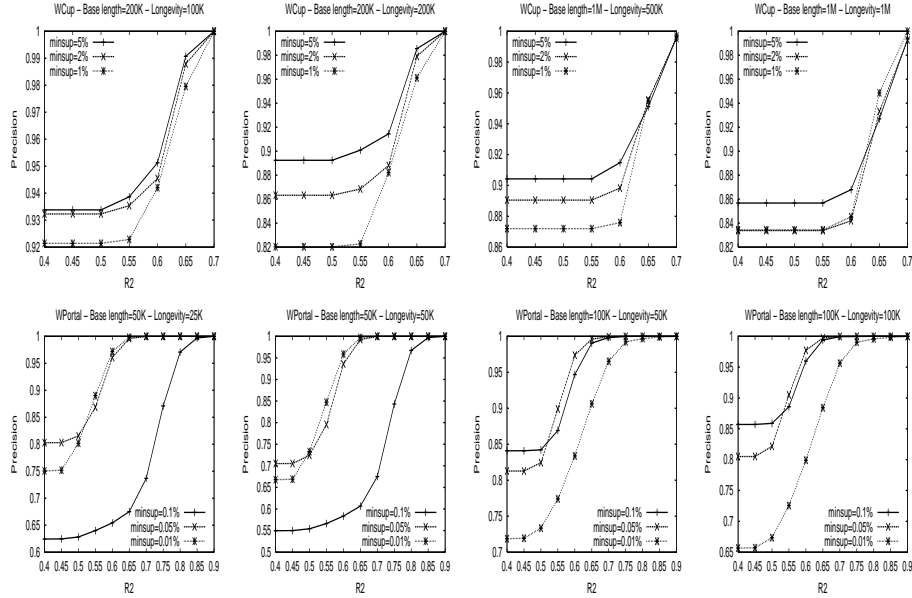 WCup – Base length=200K – Longevity=100K
minsup=5%
minsup=2%
minsup=1%
Precision
1
0.99
0.98
0.97
0.96
0.95
0.94
0.93
0.92
0.4 0.45 0.5 0.55 0.6 0.65 0.7
R2
WCup – Base length=200K – Longevity=200K
minsup=5%
minsup=2%
minsup=1%
Precision
1
0.98
0.96
0.94
0.92
0.9
0.88
0.86
0.84
0.82
0.4 0.45 0.5 0.55 0.6 0.65 0.7
R2
WCup – Base length=1M – Longevity=500K
minsup=5%
minsup=2%
minsup=1%
Precision
1
0.98
0.96
0.94
0.92
0.9
0.88
0.86
0.4 0.45 0.5 0.55 0.6 0.65 0.7
R2
WCup – Base length=1M – Longevity=1M
minsup=5%
minsup=2%
minsup=1%
Precision
1
0.98
0.96
0.94
0.92
0.9
0.88
0.86
0.84
0.82
0.4 0.45 0.5 0.55 0.6 0.65 0.7
R2
WPortal – Base length=50K – Longevity=25K
Precision
1
0.95
0.9
0.85
0.8
0.75
0.7
0.65
0.6
minsup=0.1%
minsup=0.05%
minsup=0.01%
0.4 0.45 0.5 0.55 0.6 0.65 0.7 0.75 0.8 0.85 0.9
R2
WPortal – Base length=50K – Longevity=50K
Precision
1
0.95
0.9
0.85
0.8
0.75
0.7
0.65
0.6
0.55
0.5
minsup=0.1%
minsup=0.05%
minsup=0.01%
0.4 0.45 0.5 0.55 0.6 0.65 0.7 0.75 0.8 0.85 0.9
R2
WPortal – Base length=100K – Longevity=50K
Precision
1
0.95
0.9
0.85
0.8
0.75
0.7
minsup=0.1%
minsup=0.05%
minsup=0.01%
0.4 0.45 0.5 0.55 0.6 0.65 0.7 0.75 0.8 0.85 0.9
R2
WPortal – Base length=100K – Longevity=100K
Precision
1
0.95
0.9
0.85
0.8
0.75
0.7
0.65
minsup=0.1%
minsup=0.05%
minsup=0.01%
0.4 0.45 0.5 0.55 0.6 0.65 0.7 0.75 0.8 0.85 0.9
R2